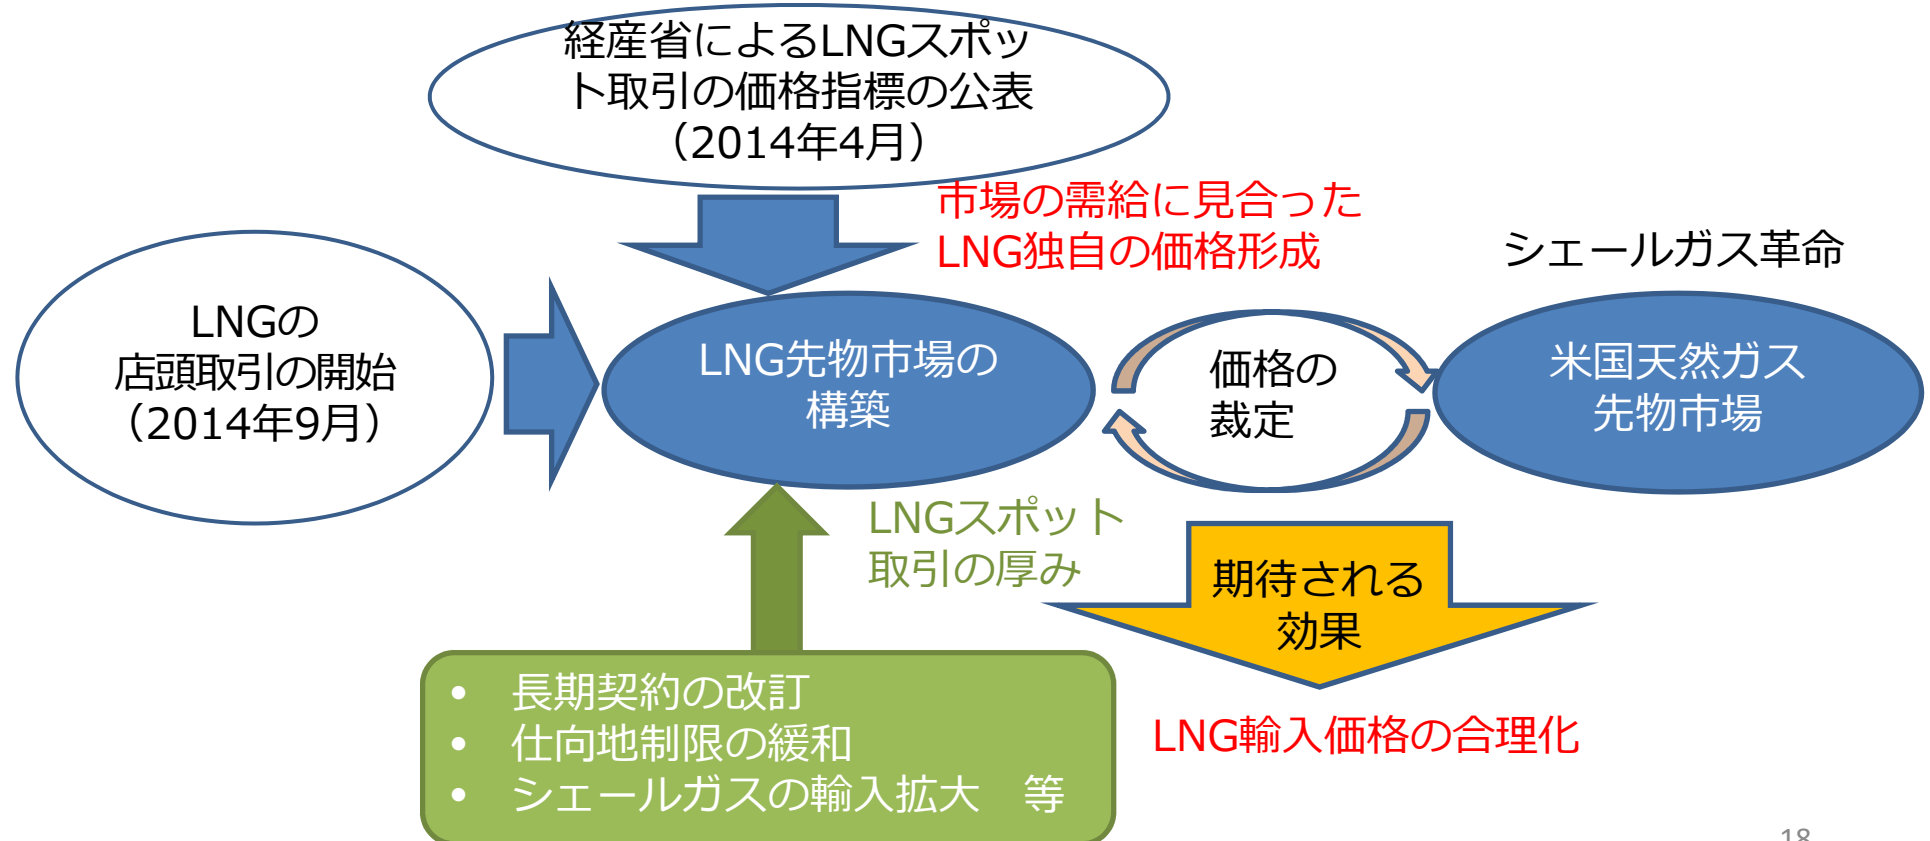 経産省によるLNGスポッ
ト取引の価格指標の公表
（2014年4月）
市場の需給に見合った
LNG独自の価格形成
シェールガス革命
LNGの
店頭取引の開始
（2014年9月）
LNG先物市場の
構築
価格の
裁定
米国天然ガス
先物市場
LNGスポット
取引の厚み
期待される
効果
• 長期契約の改訂
• 仕向地制限の緩和
• シェールガスの輸入拡大　等
LNG輸入価格の合理化
18